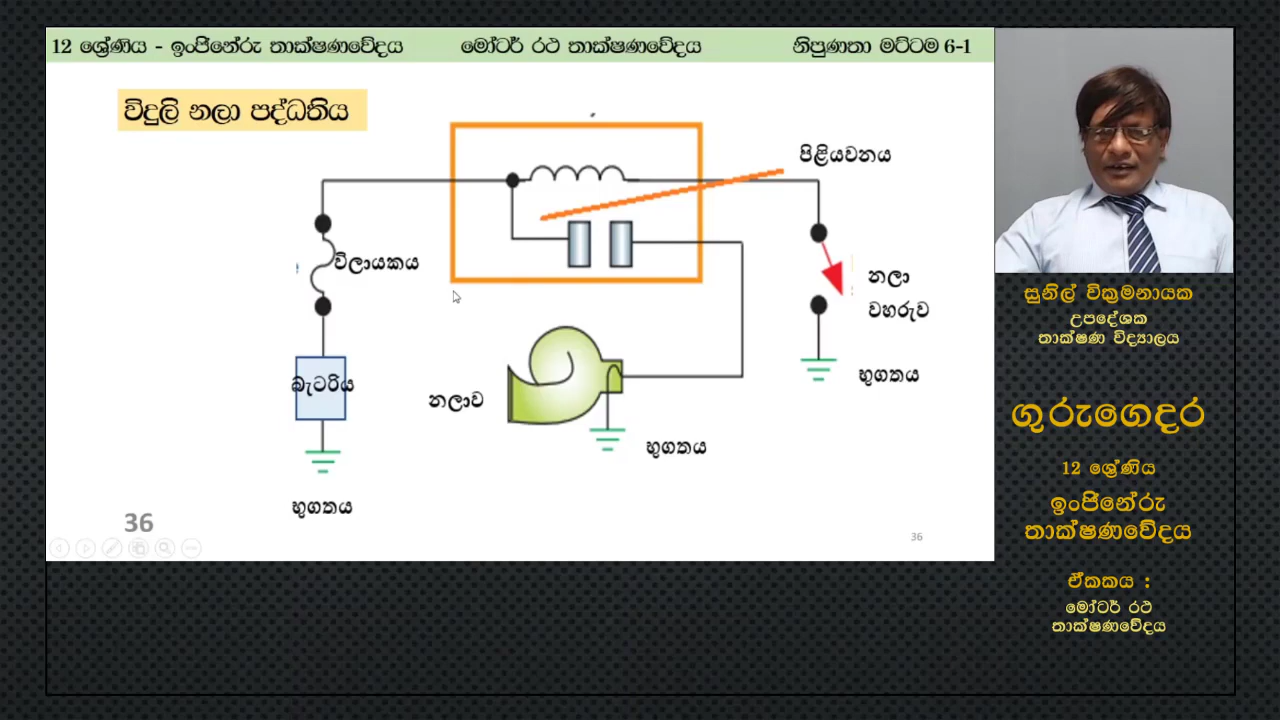 12 ශ්‍රේණිය - ඉංජිනේරු තාක්ෂණවේදය
මෝටර් රථ තාක්ෂණවේදය
නිපුණතා මට්ටම 6-1
විදුලි නලා පද්ධතිය
පිළියවනය
විලායකය
නලා
වහරුව
බැටරිය
භූගතය
නලාව
භූගතය
භූගතය
36
36
සුනිල් වික්‍රමනායක
උපදේශක
තාක්ෂණ විද්‍යාලය
ගුරුගෙදර
12 ශ්‍රේණිය
ඉංජිනේරු
තාක්ෂණවේදය
ඒකකය :
මෝටර් රථ
තාක්ෂණවේදය